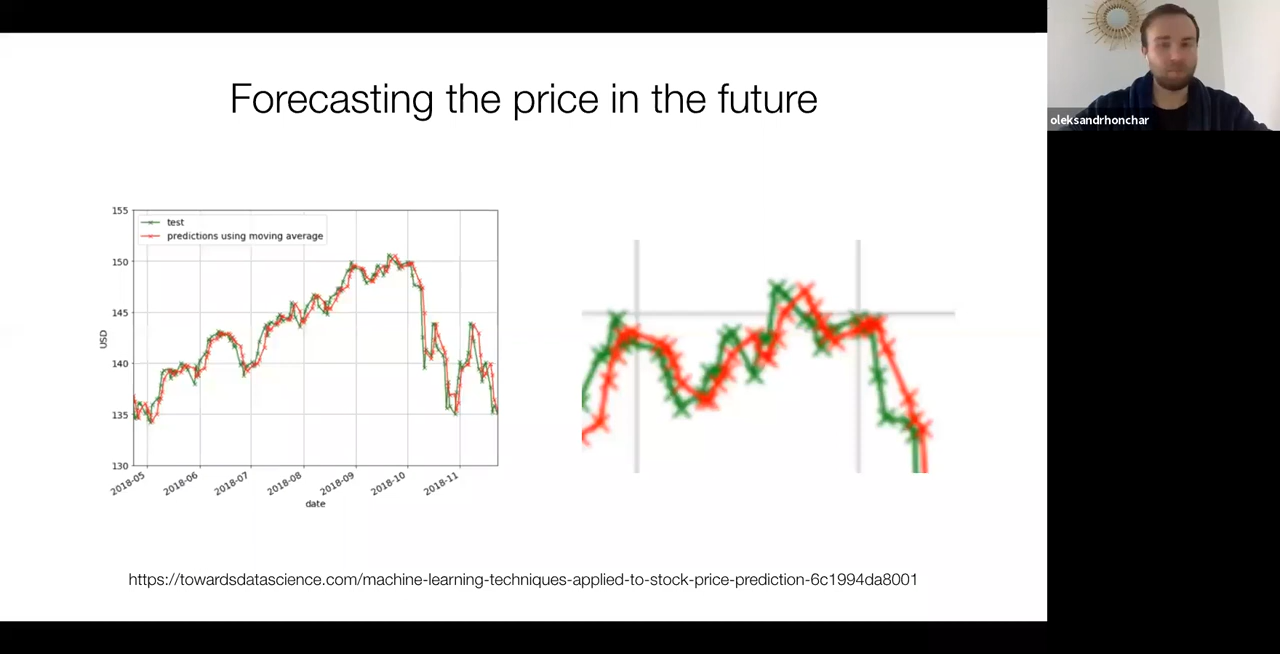 Forecasting the price in the future
oleksandrhonchar
155
150
145
140
135
130
USD
test
predictions using moving average
2018-05
2018-06
2018-07
2018-08
2018-09
2018-10
2018-11
date
https://towardsdatascience.com/machine-learning-techniques-applied-to-stock-price-prediction-6c1994da8001